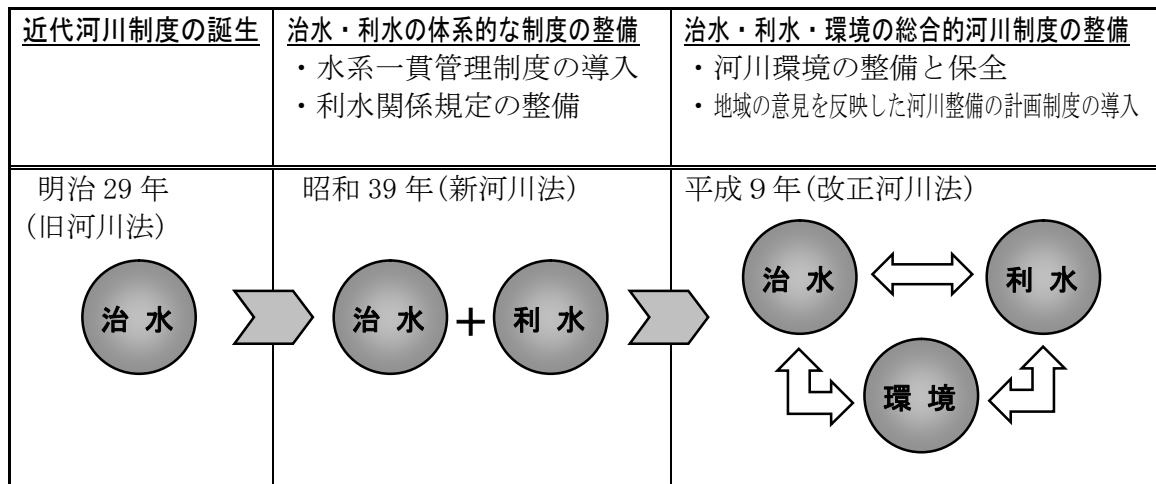 近代河川制度の誕生
治水・利水の体系的な制度の整備
・水系一貫管理制度の導入
・利水関係規定の整備
治水・利水・環境の総合的河川制度の整備
・河川環境の整備と保全
・地域の意見を反映した河川整備の計画制度の導入
明治 29 年
(旧河川法)
治 水
昭和 39 年(新河川法)
治 水
+
利 水
平成 9 年(改正河川法)
治 水
利 水
環 境